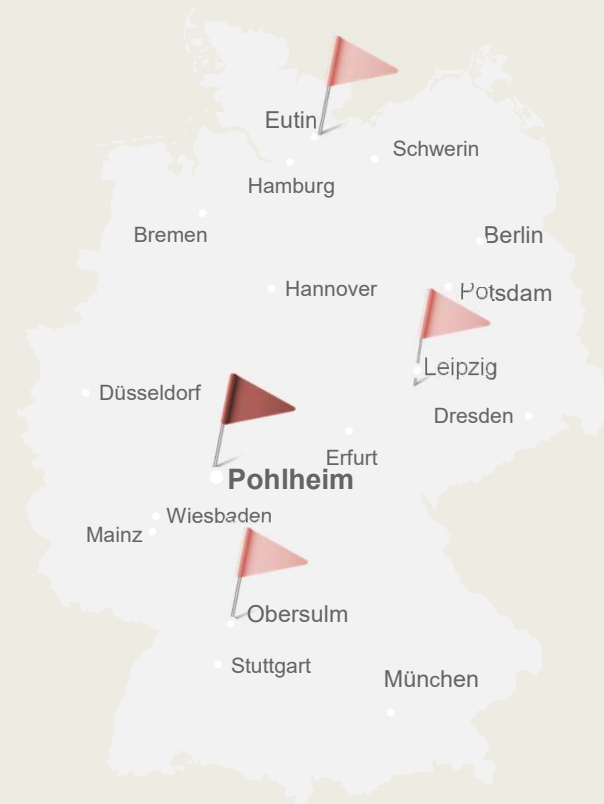 Eutin
Schwerin
Hamburg
Bremen
Berlin
Hannover
Potsdam
Leipzig
Düsseldorf
Dresden
Erfurt
Pohlheim
Wiesbaden
Mainz
Obersulm
Stuttgart
München